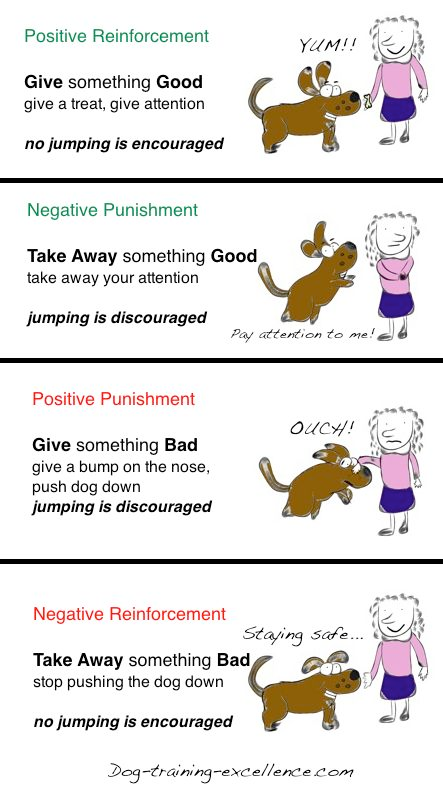 Positive Reinforcement
YUM!!
Give something Good
give a treat, give attention
no jumping is encouraged
Negative Punishment
Take Away something Good
take away your attention
jumping is discouraged
Pay attention to me!
Positive Punishment
OUCH!
Give something Bad
give a bump on the nose,
push dog down
jumping is discouraged
Negative Reinforcement
Staying safe...
Take Away something Bad
stop pushing the dog down
no jumping is encouraged
Dog-training-excellence.com